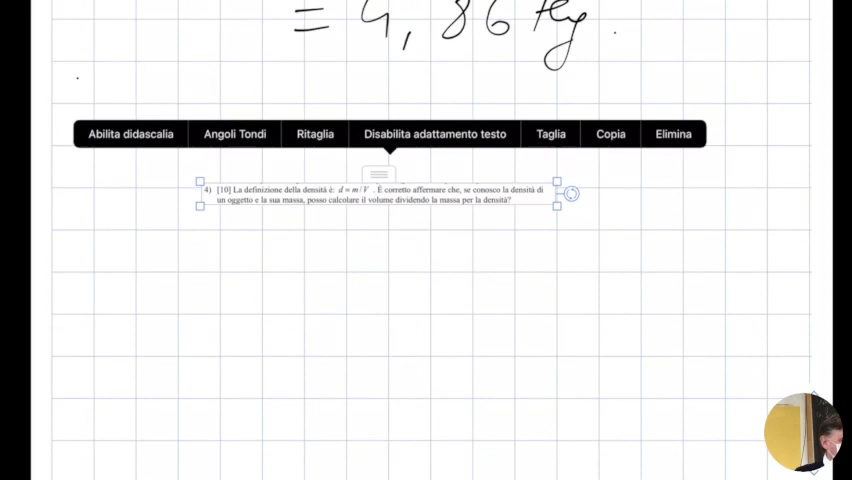 = 4,86 Kg.
Abilita didascalia Angoli Tondi Ritaglia Disabilita adattamento testo Taglia Copia Elimina
4) [10] La definizione della densità è: d = m/V . È corretto affermare che, se conosco la densità di
un oggetto e la sua massa, posso calcolare il volume dividendo la massa per la densità?